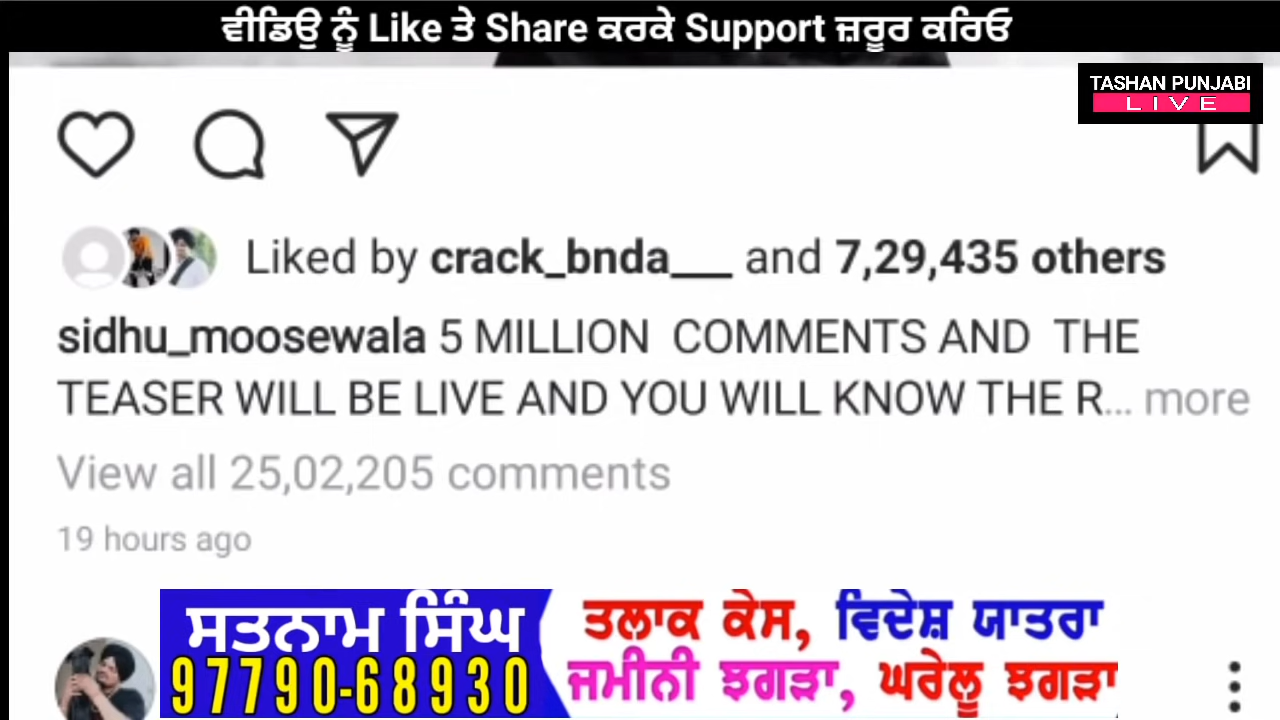 ਵੀਡਿਉ ਨੂੰ Like ਤੇ Share ਕਰਕੇ Support ਜ਼ਰੂਰ ਕਰਿਓ
TASHAN PUNJABI
LIVE
Liked by crack_bnda___ and 7,29,435 others
sidhu_moosewala 5 MILLION COMMENTS AND THE
TEASER WILL BE LIVE AND YOU WILL KNOW THE R... more
View all 25,02,205 comments
19 hours ago
ਸਤਨਾਮ ਸਿੰਘ
97790-68930
ਤਲਾਕ ਕੇਸ, ਵਿਦੇਸ਼ ਯਾਤਰਾ
ਜਮੀਨੀ ਝਗੜਾ, ਘਰੇਲੂ ਝਗੜਾ